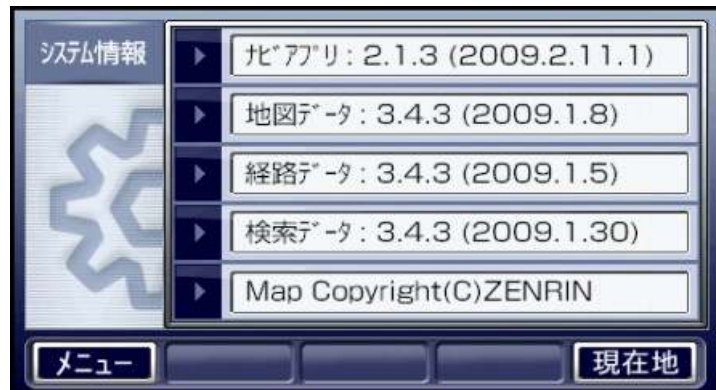 システム情報
ナビアプリ: 2.1.3 (2009.2.11.1)
地図データ: 3.4.3 (2009.1.8)
経路データ: 3.4.3 (2009.1.5)
検索データ: 3.4.3 (2009.1.30)
Map Copyright(C)ZENRIN
メニュー
現在地